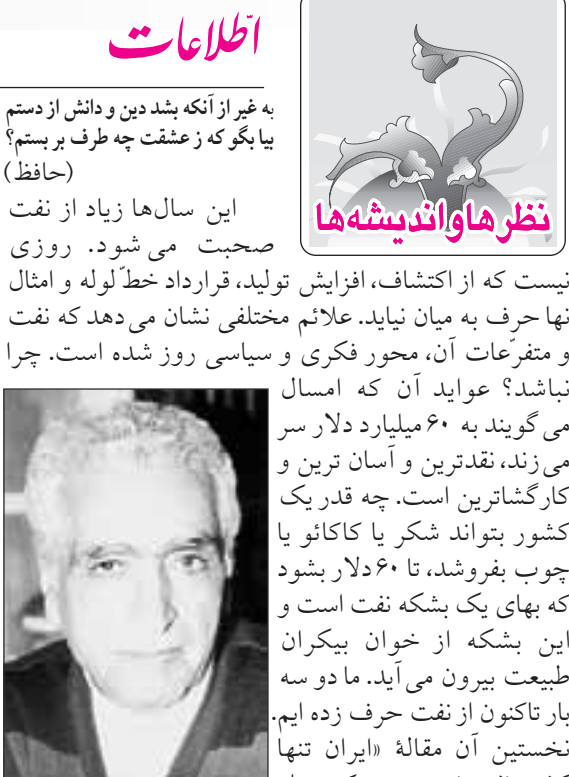 اطّلاعات
نظرها و اندیشه‌ها
به غیر از آنکه بشد دین و دانش از دستم
بیا بگو که ز عشقت چه طرف بر بستم؟
(حافظ)
این سال‌ها زیاد از نفت
صحبت می شود. روزی
نیست که از اکتشاف، افزایش تولید، قرارداد خطّ لوله و امثال
نها حرف به میان نیاید. علائم مختلفی نشان می دهد که نفت
و متفرّعات آن، محور فکری و سیاسی روز شده است. چرا
نباشد؟ عواید آن که امسال
می گویند به ۶۰ میلیارد دلار سر
می زند، نقدترین و آسان ترین و
کارگشاترین است. چه قدر یک
کشور بتواند شکر یا کاکائو یا
چوب بفروشد، تا ۶۰ دلار بشود
که بهای یک بشکه نفت است و
این بشکه از خوان بیکران
طبیعت بیرون می آید. ما دو سه
بار تاکنون از نفت حرف زده ایم.
نخستین آن مقالهٔ «ایران تنها